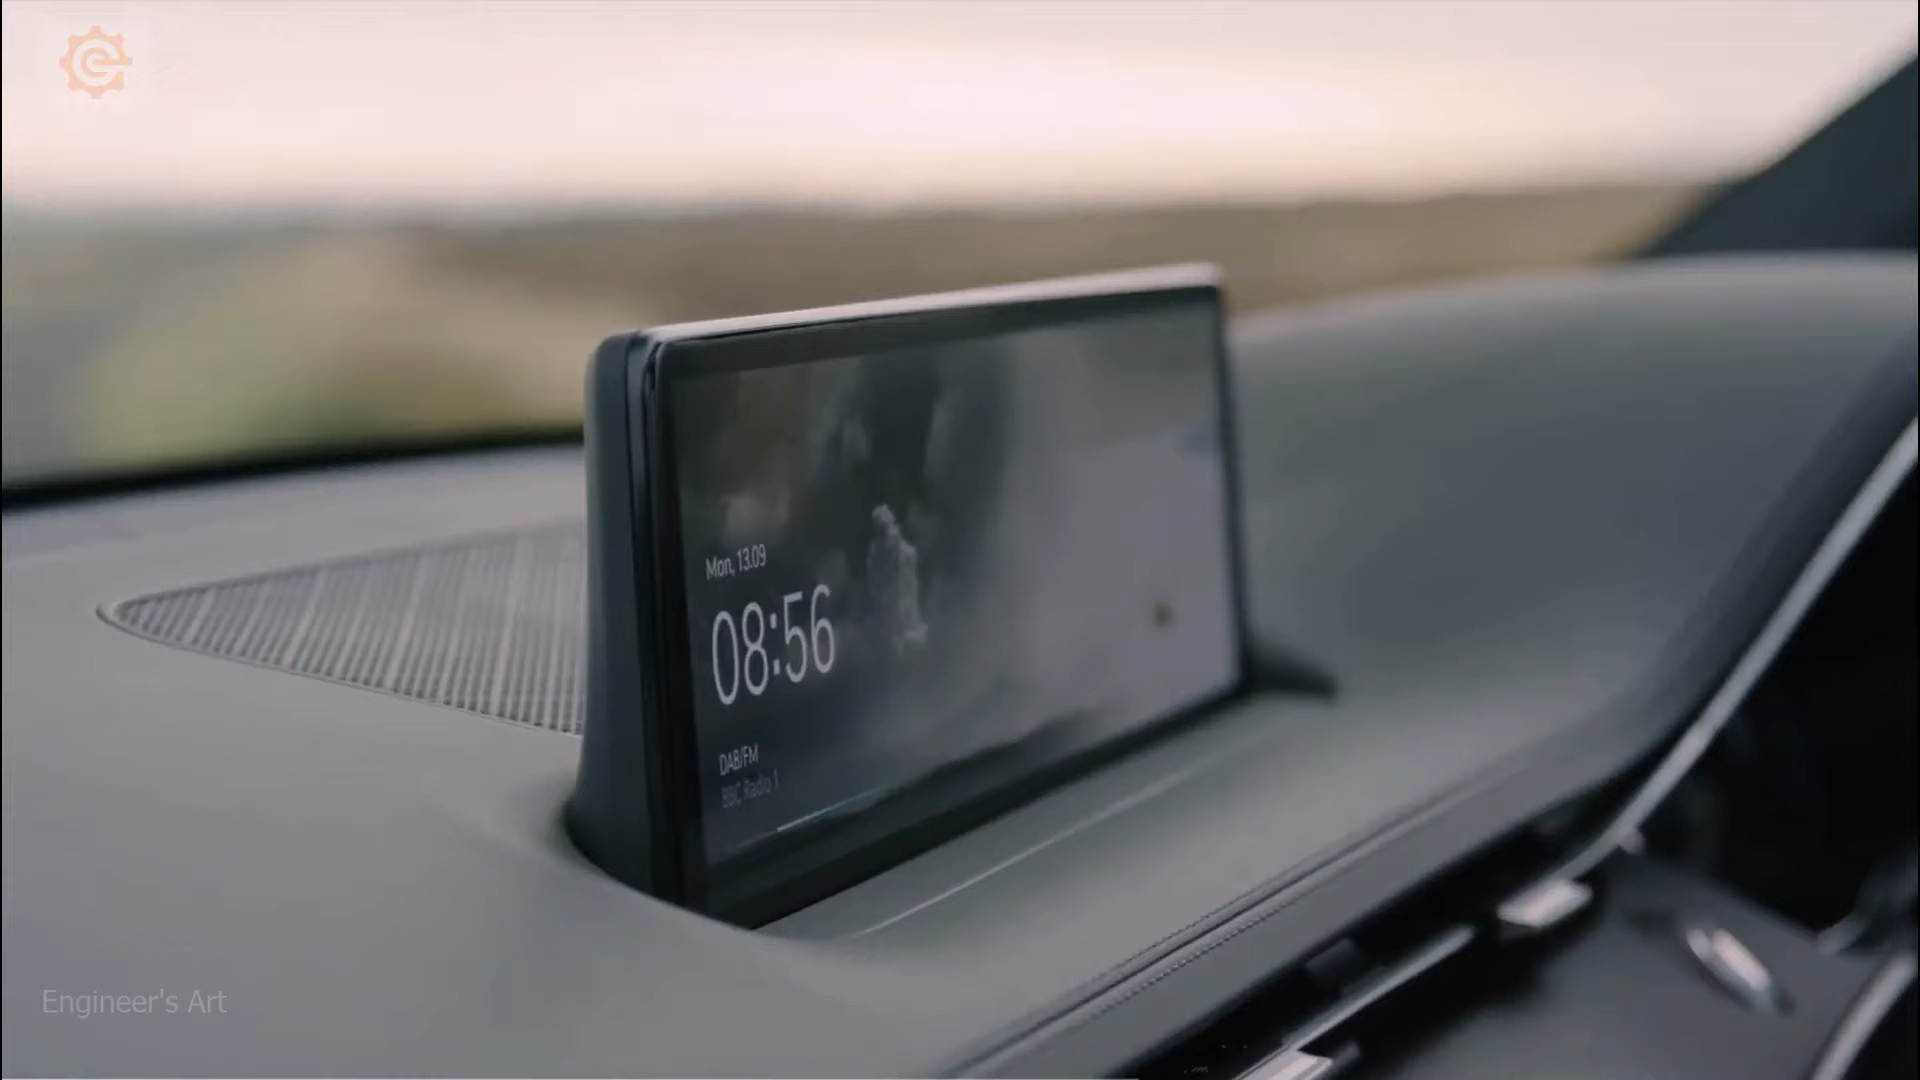 Mon, 13.09
08:56
DAB/FM
BBC Radio 1
Engineer's Art